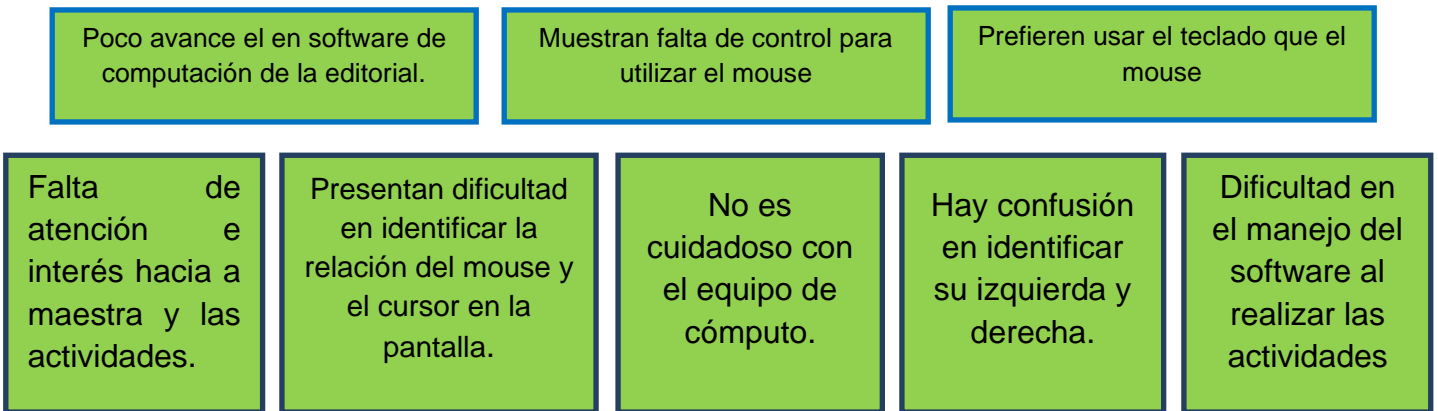 Poco avance el en software de
computación de la editorial.
Muestran falta de control para
utilizar el mouse
Prefieren usar el teclado que el
mouse
Falta de
atención e
interés hacia a
maestra y las
actividades.
Presentan dificultad
en identificar la
relación del mouse y
el cursor en la
pantalla.
No es
cuidadoso con
el equipo de
cómputo.
Hay confusión
en identificar
su izquierda y
derecha.
Dificultad en
el manejo del
software al
realizar las
actividades